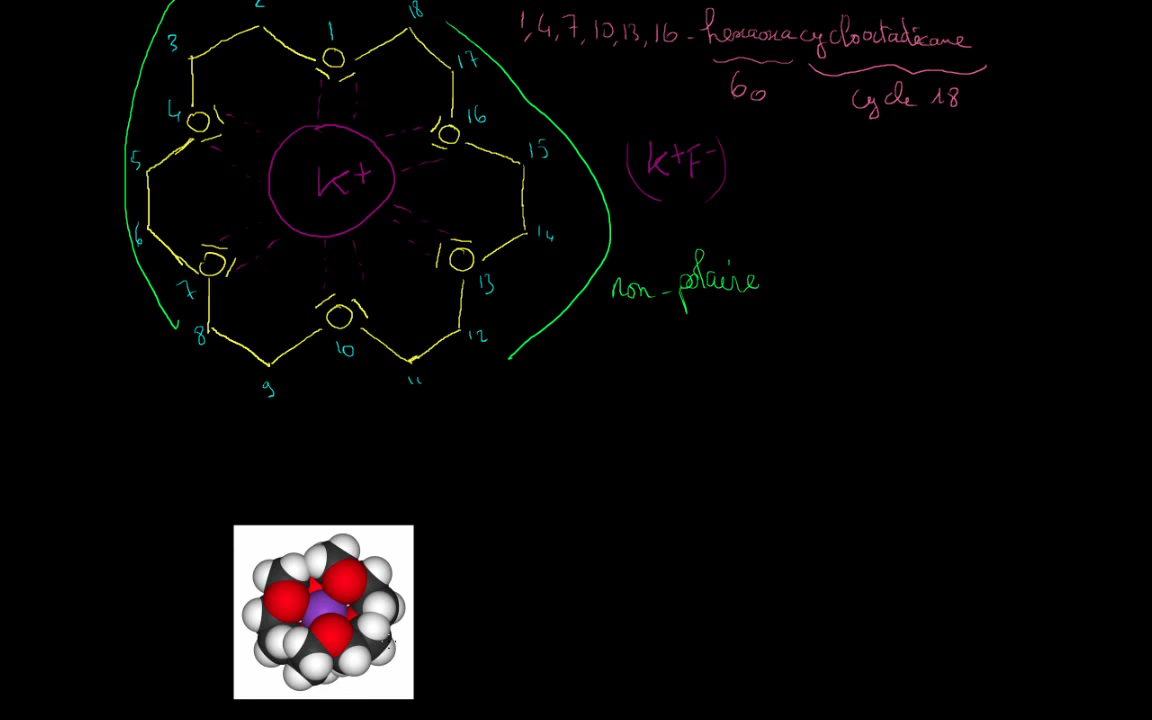 1,4,7,10,13,16-hexaoxacyclooctadécane
6O
cycle 18
2
18
3
1
17
4
O
O
16
K+
(K+F-)
5
15
6
14
O
O
7
13
non-polaire
8
O
12
10
9
11